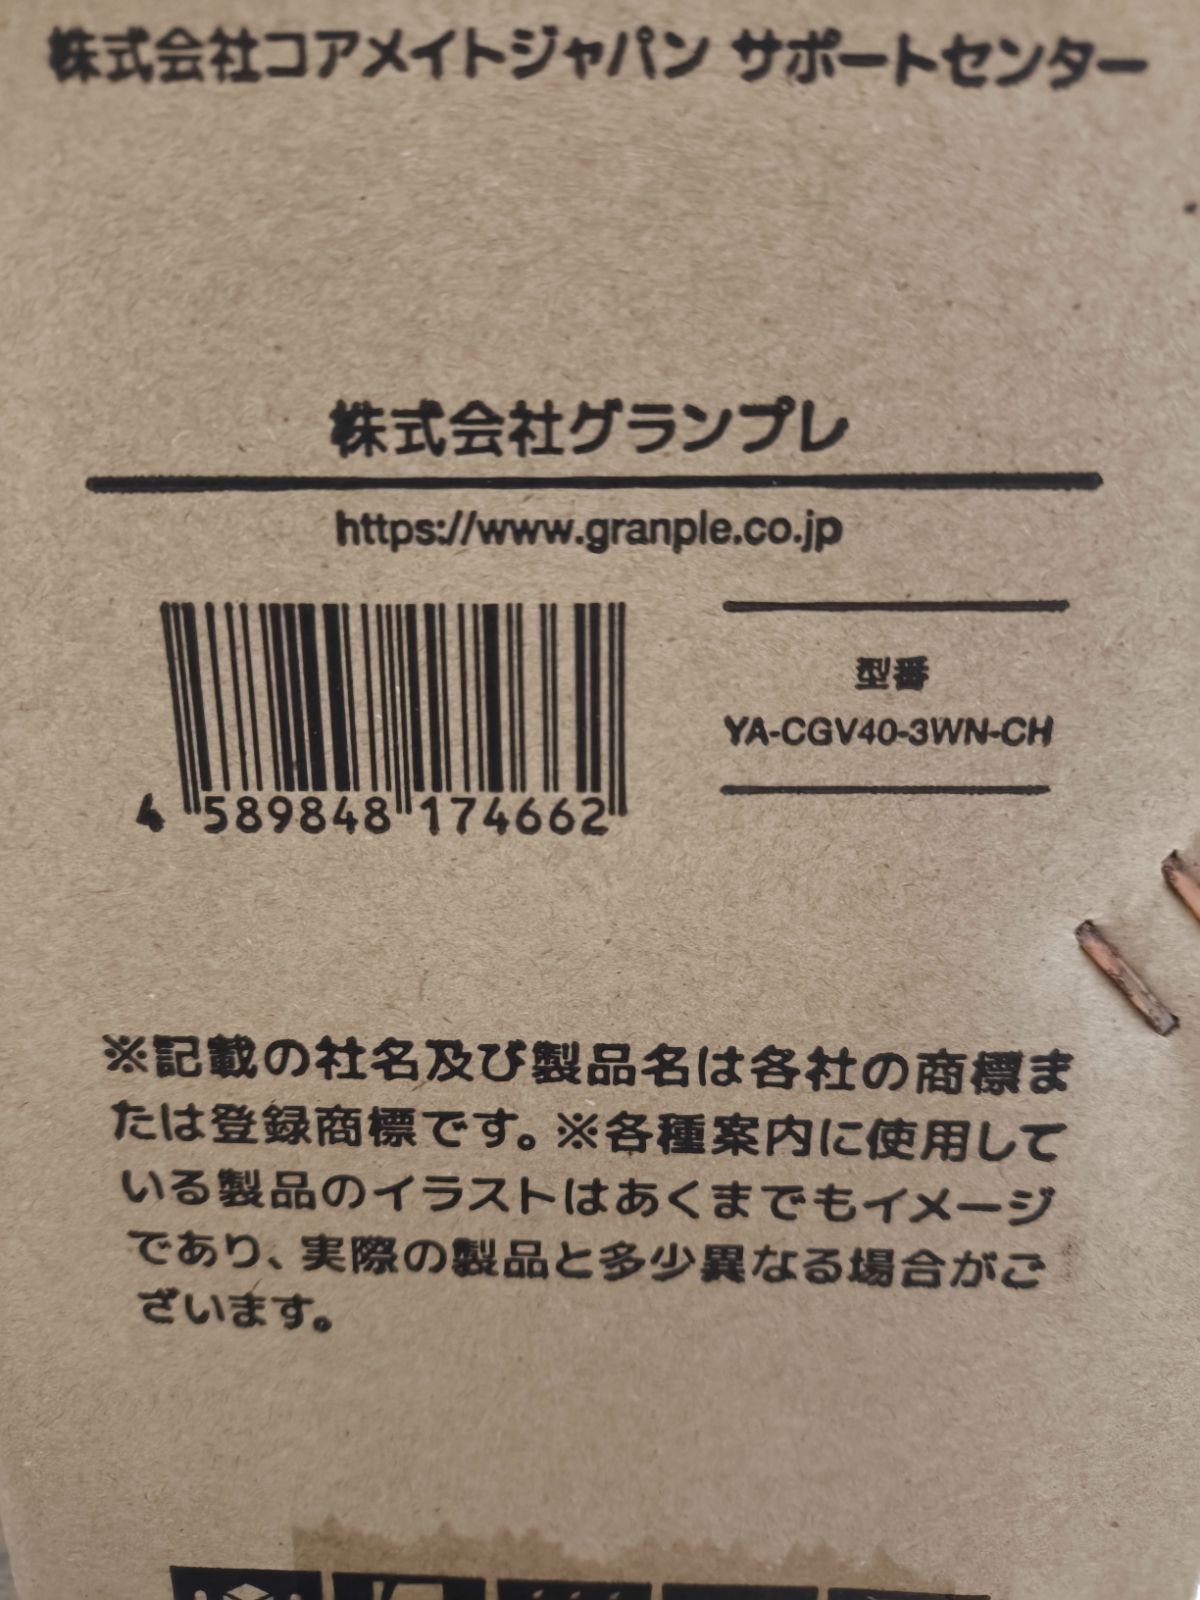 株式会社コアメイトジャパン サポートセンター
株式会社グランプレ
https://www.granple.co.jp
型番
YA-CGV40-3WN-CH
4 589848 174662
※記載の社名及び製品名は各社の商標ま
たは登録商標です。※各種案内に使用して
いる製品のイラストはあくまでもイメージ
であり、実際の製品と多少異なる場合がご
ざいます。